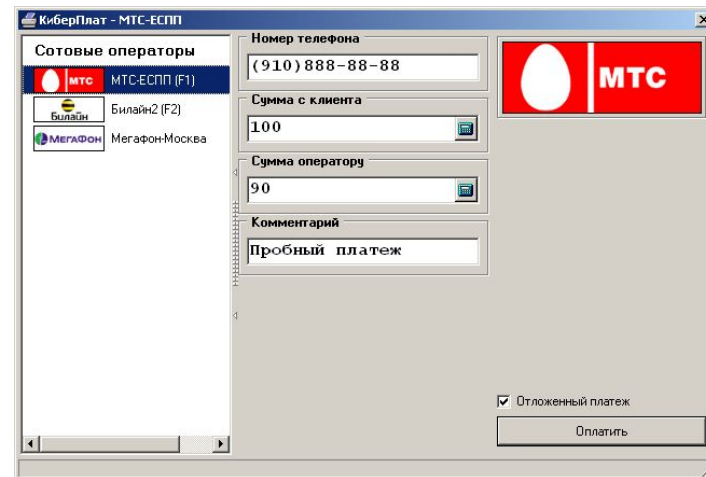 КиберПлат - МТС-ЕСПП
Сотовые операторы
МТС МТС-ЕСПП (F1)
Билайн Билайн2 (F2)
МЕГАФОН Мегафон-Москва
Номер телефона
(910)888-88-88
Сумма с клиента
100
Сумма оператору
90
Комментарий
Пробный платеж
МТС
Отложенный платеж
Оплатить